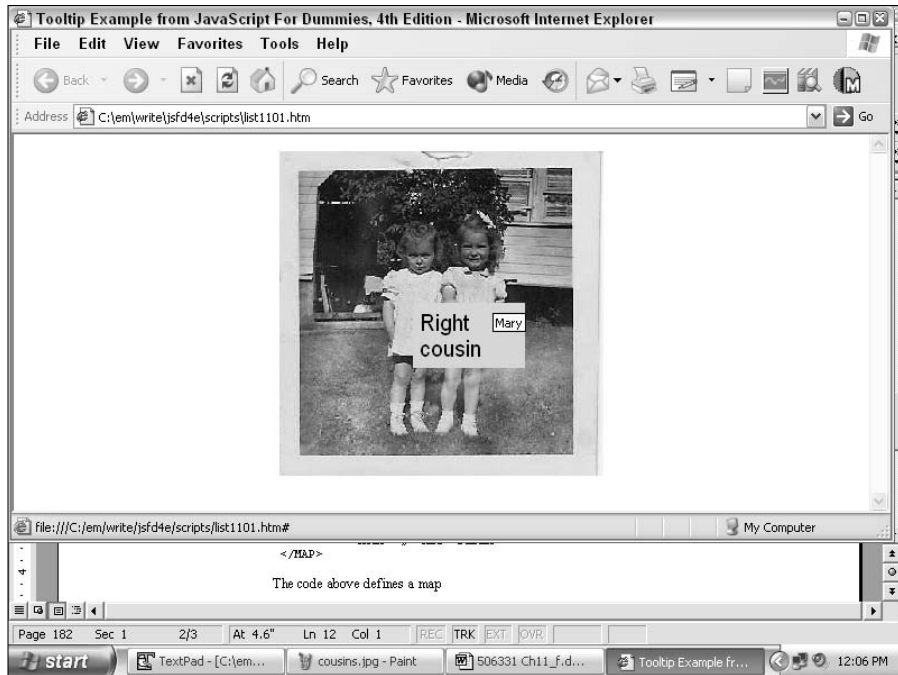 Tooltip Example from JavaScript For Dummies, 4th Edition - Microsoft Internet Explorer
File Edit View Favorites Tools Help
Back Search Favorites Media
Address C:\em\write\jsfd4e\scripts\list1101.htm Go
Right Mary
cousin
file:///C:/em/write/jsfd4e/scripts/list1101.htm# My Computer
</MAP>
The code above defines a map
Page 182 Sec 1 2/3 At 4.6" Ln 12 Col 1 REC TRK EXT OVR
start TextPad - [C:\em... cousins.jpg - Paint 506331 Ch11_f.d... Tooltip Example fr... 12:06 PM